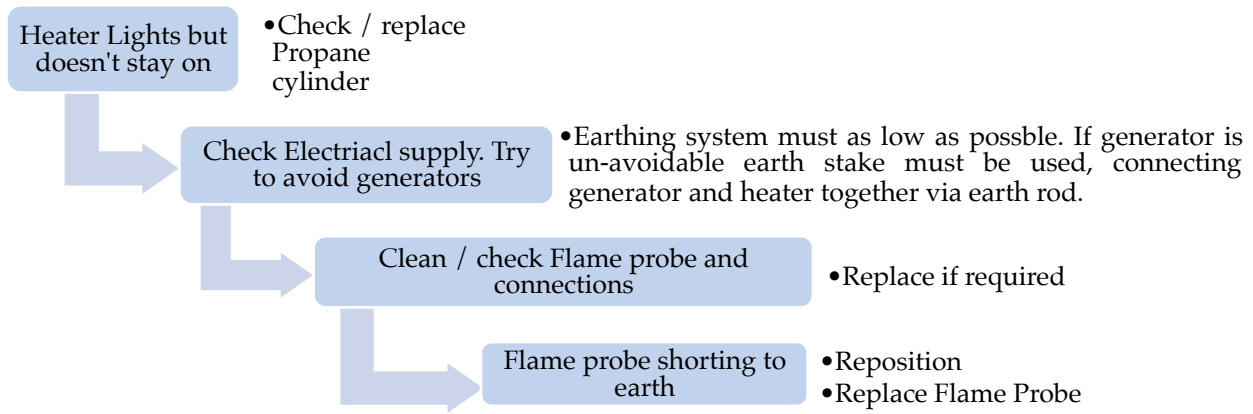 Heater Lights but
doesn't stay on
•Check / replace
Propane
cylinder
Check Electriacl supply. Try
to avoid generators
•Earthing system must as low as possble. If generator is
un-avoidable earth stake must be used, connecting
generator and heater together via earth rod.
Clean / check Flame probe and
connections
•Replace if required
Flame probe shorting to
earth
•Reposition
•Replace Flame Probe